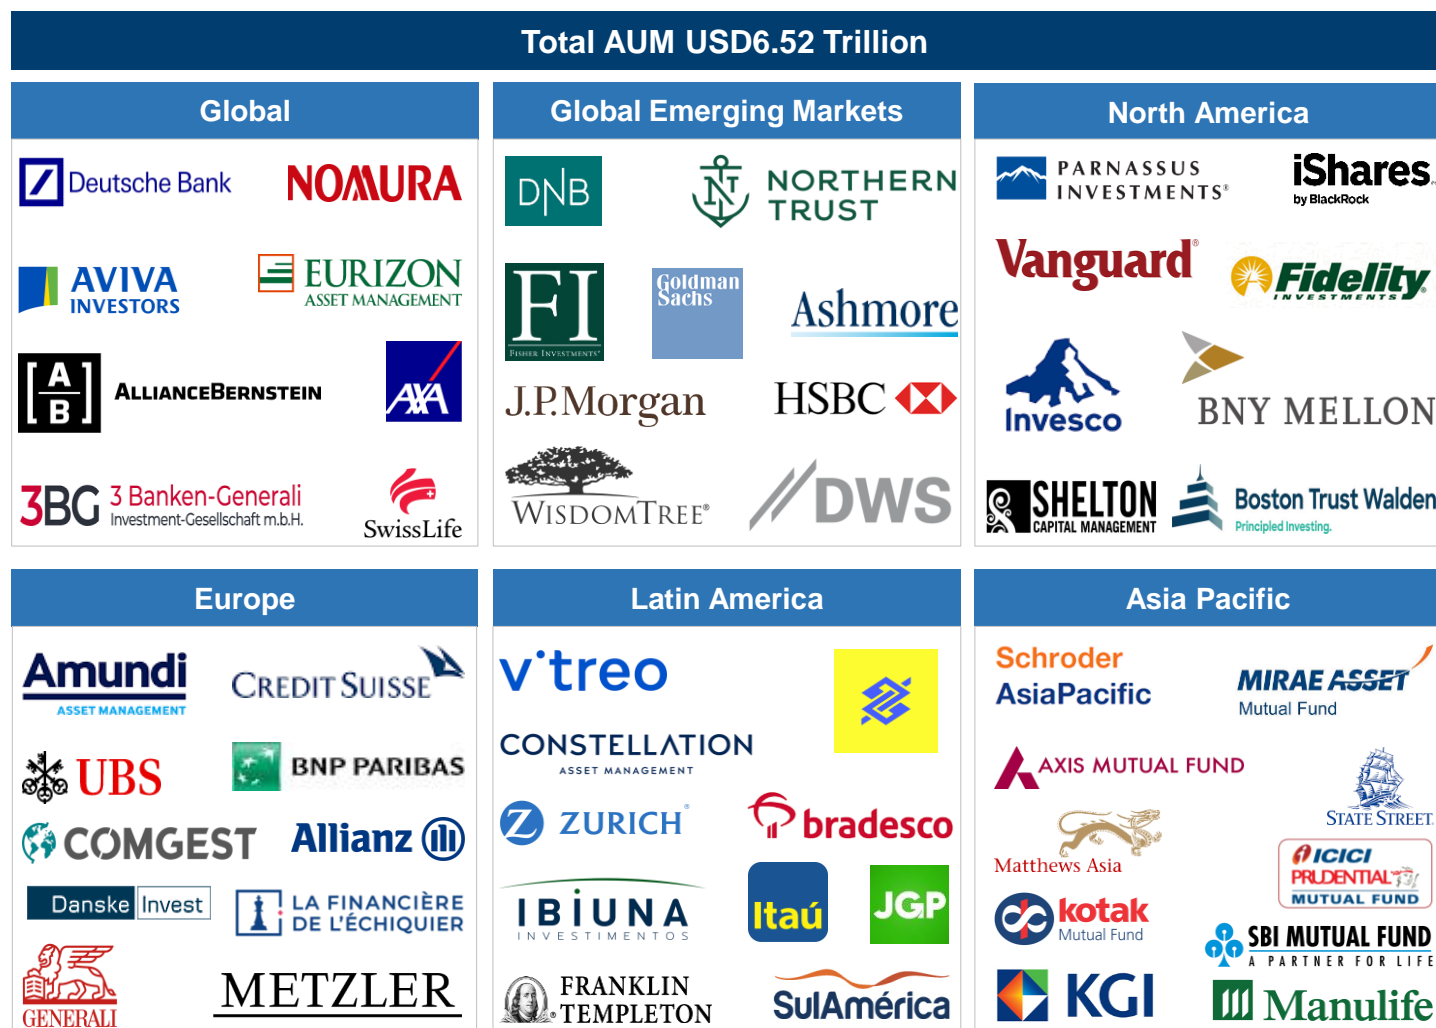 Total AUM USD6.52 Trillion
Global
Deutsche Bank
NOMURA
AVIVA
INVESTORS
EURIZON
ASSET MANAGEMENT
[A
B]
ALLIANCEBERNSTEIN
AXA
3BG
3 Banken-Generali
Investment-Gesellschaft m.b.H.
SwissLife
Global Emerging Markets
DNB
NORTHERN
TRUST
FI
FISHER INVESTMENTS®
Goldman
Sachs
Ashmore
J.P.Morgan
HSBC
WISDOMTREE®
DWS
North America
PARNASSUS
INVESTMENTS®
iShares®
by BlackRock
Vanguard®
Fidelity®
INVESTMENTS
Invesco
BNY MELLON
SHELTON
CAPITAL MANAGEMENT
Boston Trust Walden
Principled Investing.
Europe
Amundi
ASSET MANAGEMENT
CREDIT SUISSE
UBS
BNP PARIBAS
COMGEST
Allianz
Danske Invest
LA FINANCIÈRE
DE L'ÉCHIQUIER
GENERALI
METZLER
Latin America
vitreo
CONSTELLATION
ASSET MANAGEMENT
Z ZURICH®
bradesco
IBIUNA
INVESTIMENTOS
Itaú
JGP
FRANKLIN
TEMPLETON
SulAmérica
Asia Pacific
Schroder
AsiaPacific
MIRAE ASSET
Mutual Fund
AXIS MUTUAL FUND
STATE STREET.
Matthews Asia
ICICI
PRUDENTIAL
MUTUAL FUND
kotak
Mutual Fund
SBI MUTUAL FUND
A PARTNER FOR LIFE
KGI
Manulife